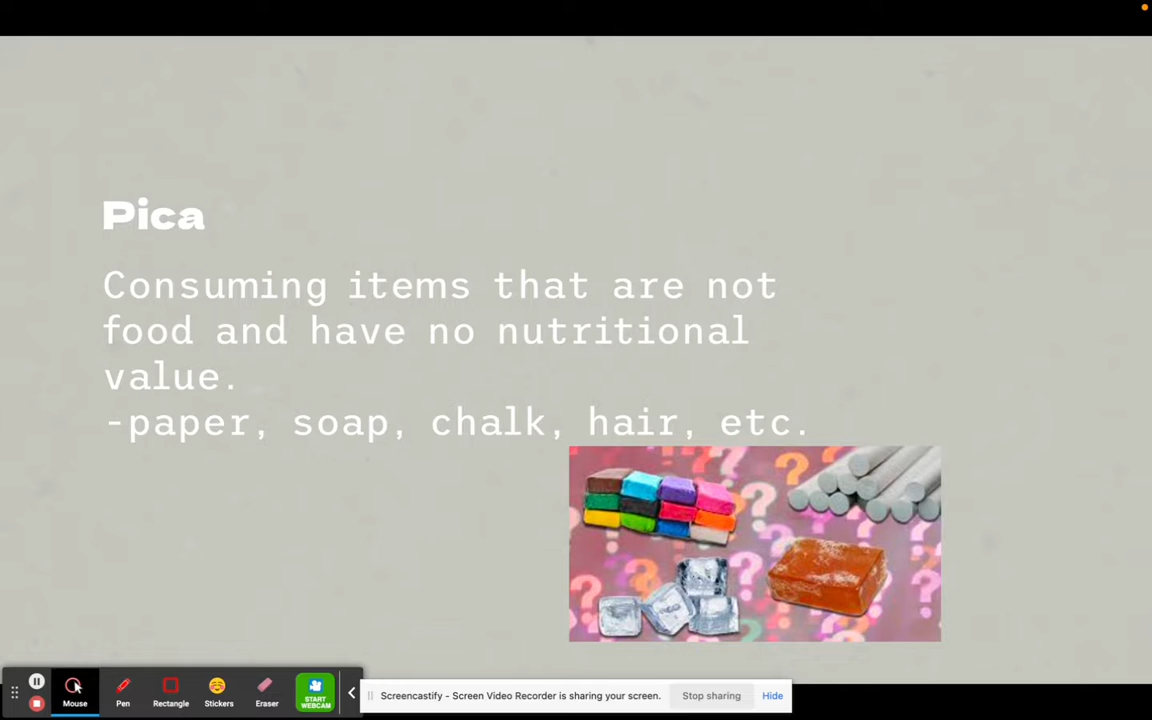 Pica
Consuming items that are not
food and have no nutritional
value.
-paper, soap, chalk, hair, etc.
Mouse
Pen
Rectangle
Stickers
Eraser
START
WEBCAM
Screencastify - Screen Video Recorder is sharing your screen.
Stop sharing
Hide